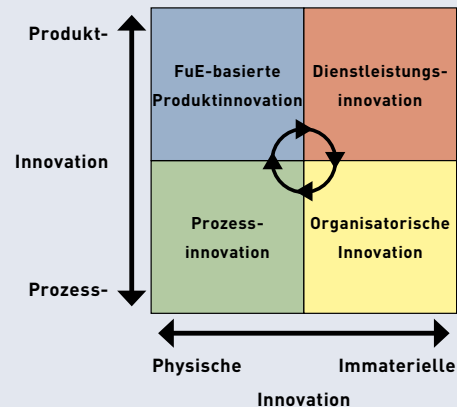 Produkt-
FuE-basierte
Produktinnovation
Dienstleistungs-
innovation
Innovation
Prozess-
innovation
Organisatorische
Innovation
Prozess-
Physische
Immaterielle
Innovation